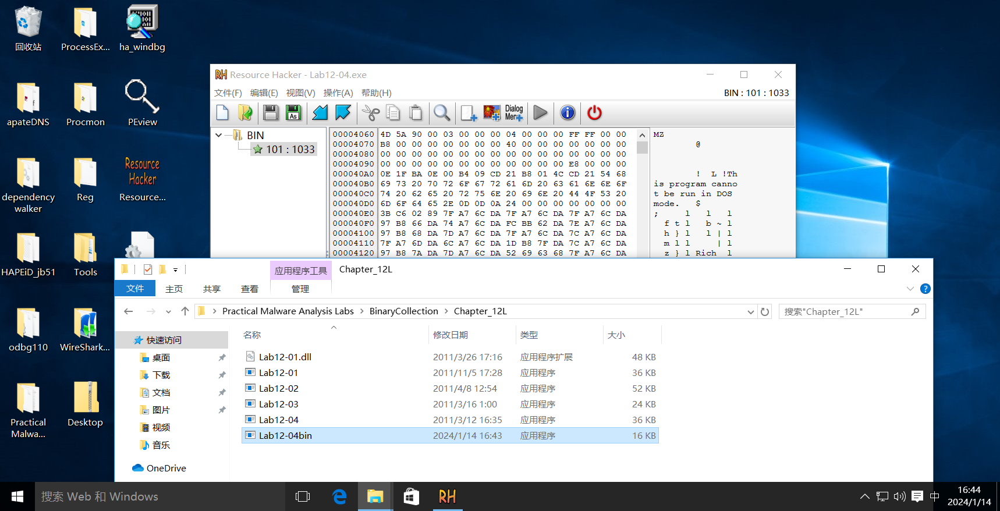 回收站
ProcessEx...
ha_windbg
apateDNS
Procmon
PEview
dependency
walker
Reg
Resource
Hacker
Resource...
HAPEiD_jb51
Tools
odbg110
WireShark...
Practical
Malwa...
Desktop
RH Resource Hacker - Lab12-04.exe
文件(F) 编辑(E) 视图(V) 操作(A) 帮助(H) BIN : 101 : 1033
As
Dialog
Menu
BIN
101 : 1033
00004060 4D 5A 90 00 03 00 00 00 04 00 00 00 FF FF 00 00 MZ
00004070 B8 00 00 00 00 00 00 00 40 00 00 00 00 00 00 00 @
00004080 00 00 00 00 00 00 00 00 00 00 00 00 00 00 00 00
00004090 00 00 00 00 00 00 00 00 00 00 00 00 E8 00 00 00
000040A0 0E 1F BA 0E 00 B4 09 CD 21 B8 01 4C CD 21 54 68 ! L !Th
000040B0 69 73 20 70 72 6F 67 72 61 6D 20 63 61 6E 6E 6F is program canno
000040C0 74 20 62 65 20 72 75 6E 20 69 6E 20 44 4F 53 20 t be run in DOS
000040D0 6D 6F 64 65 2E 0D 0D 0A 24 00 00 00 00 00 00 00 mode. $
000040E0 3B C6 02 89 7F A7 6C DA 7F A7 6C DA 7F A7 6C DA ; l l l
000040F0 97 B8 66 DA 74 A7 6C DA FC BB 62 DA 7E A7 6C DA f t l b ~ l
00004100 97 B8 68 DA 7D A7 6C DA 7F A7 6C DA 7C A7 6C DA h } l l | l
00004110 7F A7 6D DA 6C A7 6C DA 1D B8 7F DA 7C A7 6C DA m l l | l
00004120 97 B8 7A DA 7D A7 6C DA 52 69 63 68 7F A7 6C DA z } l Rich l
应用程序工具 Chapter_12L
文件 主页 共享 查看 管理
Practical Malware Analysis Labs > BinaryCollection > Chapter_12L
搜索"Chapter_12L"
名称 修改日期 类型 大小
快速访问
桌面
下载
文档
图片
视频
音乐
OneDrive
Lab12-01.dll 2011/3/26 17:16 应用程序扩展 48 KB
Lab12-01 2011/11/5 17:28 应用程序 36 KB
Lab12-02 2011/4/8 12:54 应用程序 52 KB
Lab12-03 2011/3/16 1:00 应用程序 24 KB
Lab12-04 2011/3/12 16:35 应用程序 36 KB
Lab12-04bin 2024/1/14 16:43 应用程序 16 KB
搜索 Web 和 Windows
RH
中
16:44
2024/1/14